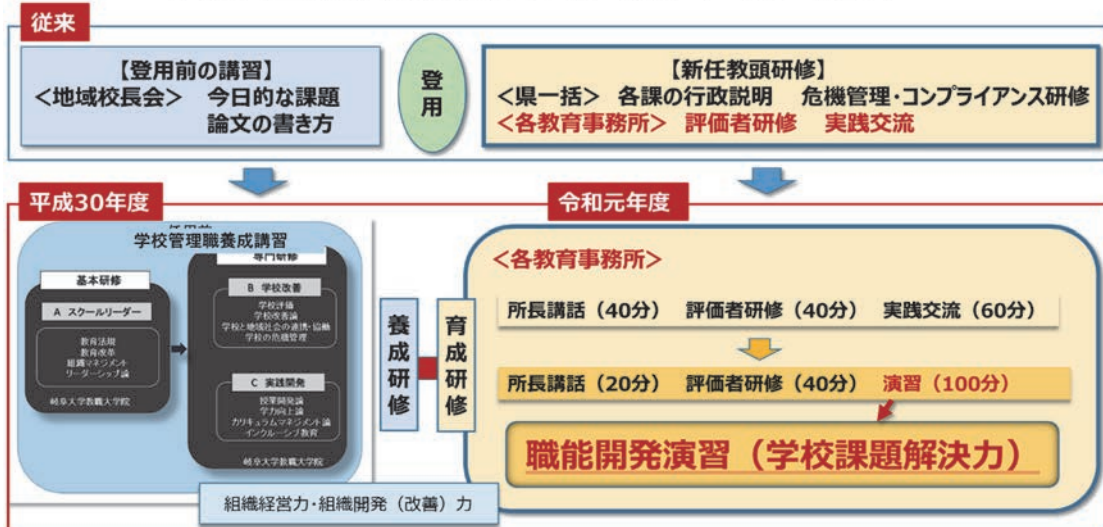 従来
【登用前の講習】
<地域校長会> 今日的な課題
論文の書き方
登用
【新任教頭研修】
<県一括> 各課の行政説明 危機管理・コンプライアンス研修
<各教育事務所> 評価者研修 実践交流
平成30年度
学校管理職養成講習
基本研修
A スクールリーダー
教育法規
教育改革
組織マネジメント
リーダーシップ論
岐阜大学教職大学院
専門研修
B 学校改善
学校評価
学校改善論
学校と地域社会の連携・協働
学校の危機管理
C 実践開発
授業開発論
学力向上論
カリキュラムマネジメント論
インクルーシブ教育
岐阜大学教職大学院
組織経営力・組織開発（改善）力
養成研修
育成研修
令和元年度
<各教育事務所>
所長講話（40分） 評価者研修（40分） 実践交流（60分）
所長講話（20分） 評価者研修（40分） 演習（100分）
職能開発演習（学校課題解決力）